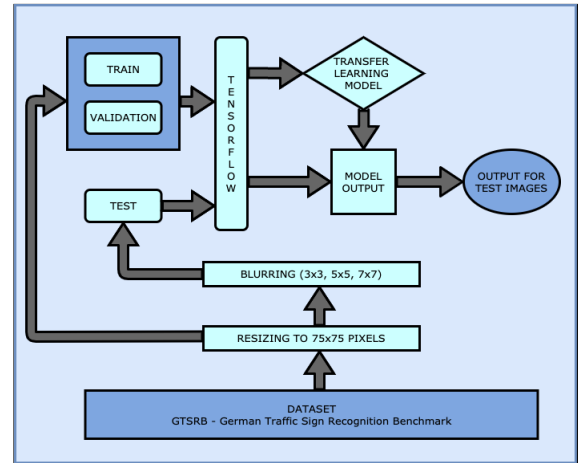 TRAIN
VALIDATION
TENSORFLOW
TRANSFER
LEARNING
MODEL
MODEL
OUTPUT
OUTPUT FOR
TEST IMAGES
TEST
BLURRING (3x3, 5x5, 7x7)
RESIZING TO 75x75 PIXELS
DATASET
GTSRB - German Traffic Sign Recognition Benchmark